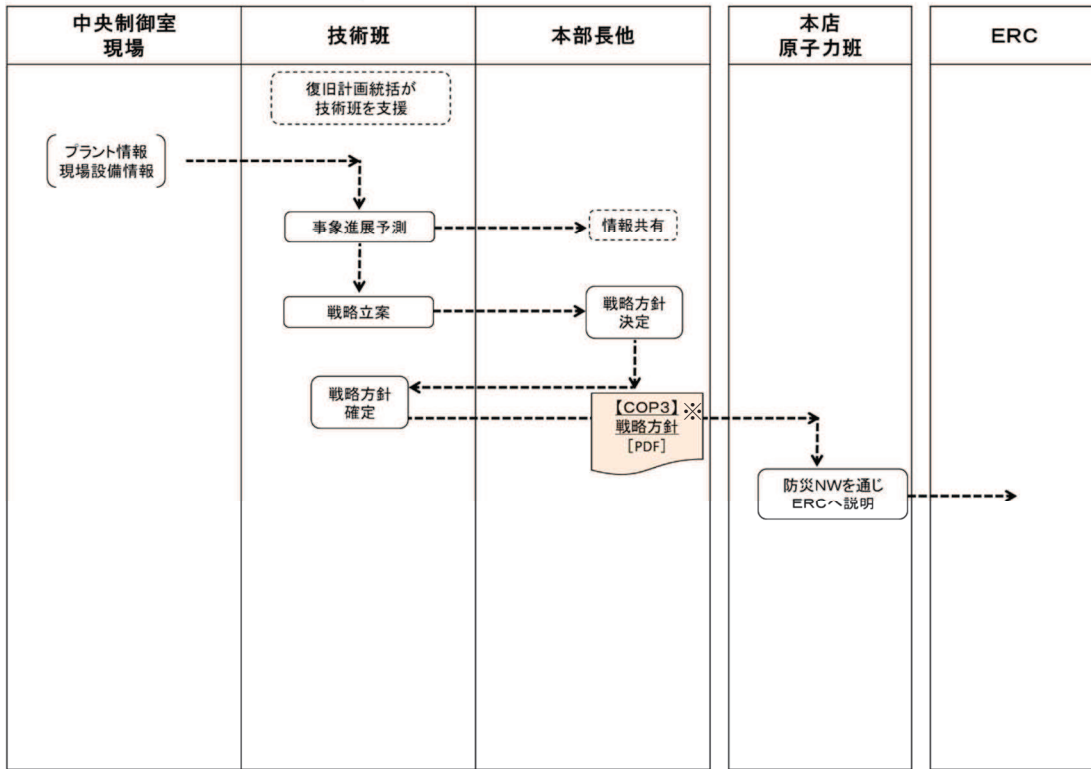 中央制御室
現場
技術班
本部長他
本店
原子力班
ERC
復旧計画統括が
技術班を支援
プラント情報
現場設備情報
事象進展予測
情報共有
戦略立案
戦略方針
決定
戦略方針
確定
【COP3】※
戦略方針
[PDF]
防災NWを通じ
ERCへ説明